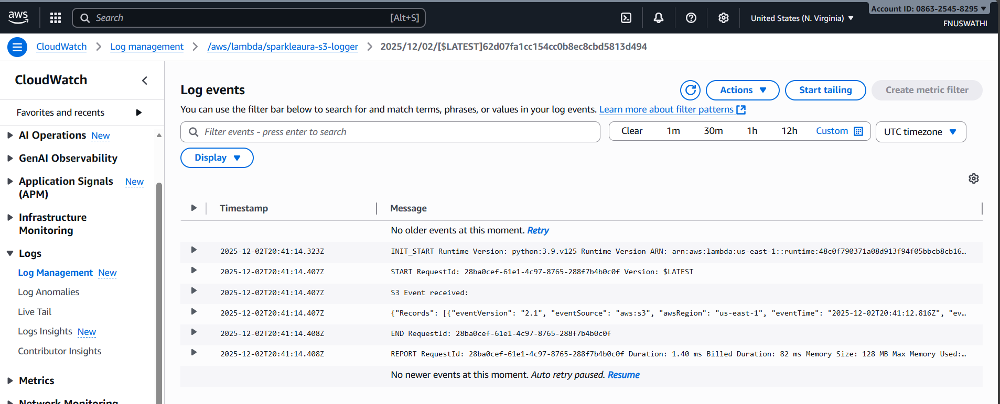 aws
Search [Alt+S]
United States (N. Virginia)
Account ID: 0863-2545-8295
FNUSWATHI
CloudWatch
Log management
/aws/lambda/sparkleaura-s3-logger
2025/12/02/[$LATEST]62d07fa1cc154cc0b8ec8cbd5813d494
CloudWatch
Favorites and recents
AI Operations New
GenAI Observability
Application Signals New
(APM)
Infrastructure
Monitoring
Logs
Log Management New
Log Anomalies
Live Tail
Logs Insights New
Contributor Insights
Metrics
Network Monitoring
Log events
Actions
Start tailing
Create metric filter
You can use the filter bar below to search for and match terms, phrases, or values in your log events. Learn more about filter patterns
Filter events - press enter to search
Clear 1m 30m 1h 12h Custom
UTC timezone
Display
Timestamp Message
No older events at this moment. Retry
2025-12-02T20:41:14.323Z INIT_START Runtime Version: python:3.9.v125 Runtime Version ARN: arn:aws:lambda:us-east-1::runtime:48c0f790371a08d913f94f05bbcb8cb16…
2025-12-02T20:41:14.407Z START RequestId: 28ba0cef-61e1-4c97-8765-288f7b4b0c0f Version: $LATEST
2025-12-02T20:41:14.407Z S3 Event received:
2025-12-02T20:41:14.407Z {"Records": [{"eventVersion": "2.1", "eventSource": "aws:s3", "awsRegion": "us-east-1", "eventTime": "2025-12-02T20:41:12.816Z", "ev…
2025-12-02T20:41:14.408Z END RequestId: 28ba0cef-61e1-4c97-8765-288f7b4b0c0f
2025-12-02T20:41:14.408Z REPORT RequestId: 28ba0cef-61e1-4c97-8765-288f7b4b0c0f Duration: 1.40 ms Billed Duration: 82 ms Memory Size: 128 MB Max Memory Used:…
No newer events at this moment. Auto retry paused. Resume